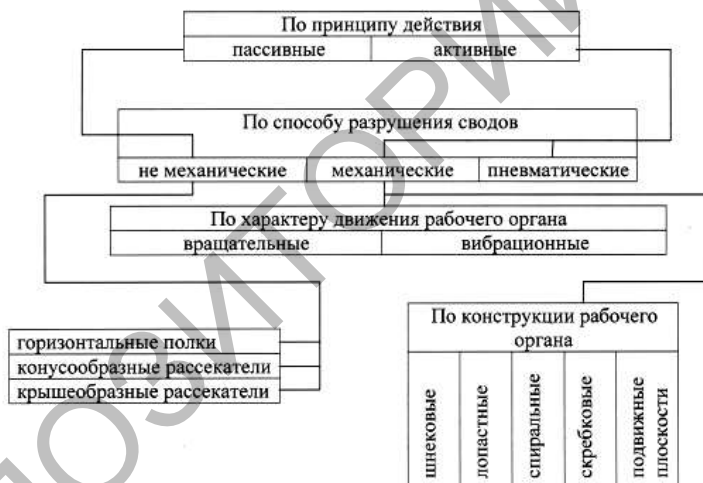 По принципу действия
пассивные
активные
По способу разрушения сводов
не механические
механические
пневматические
По характеру движения рабочего органа
вращательные
вибрационные
горизонтальные полки
конусообразные рассекатели
крышеобразные рассекатели
По конструкции рабочего
органа
шнековые
лопастные
спиральные
скребковые
подвижные
плоскости